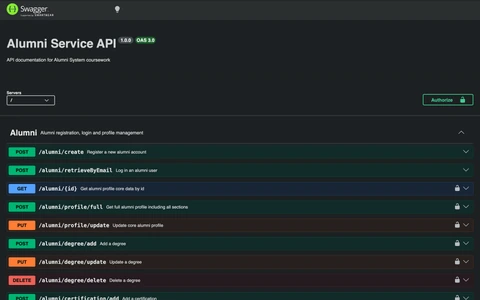 Swagger
Alumni Service API 1.0.0 OAS 3.0
API documentation for Alumni System coursework
Servers
/
Authorize
Alumni Alumni registration, login and profile management
POST /alumni/create Register a new alumni account
POST /alumni/retrieveByEmail Log in an alumni user
GET /alumni/{id} Get alumni profile core data by id
POST /alumni/profile/full Get full alumni profile including all sections
PUT /alumni/profile/update Update core alumni profile
POST /alumni/degree/add Add a degree
PUT /alumni/degree/update Update a degree
DELETE /alumni/degree/delete Delete a degree
POST /alumni/certification/add Add a certification